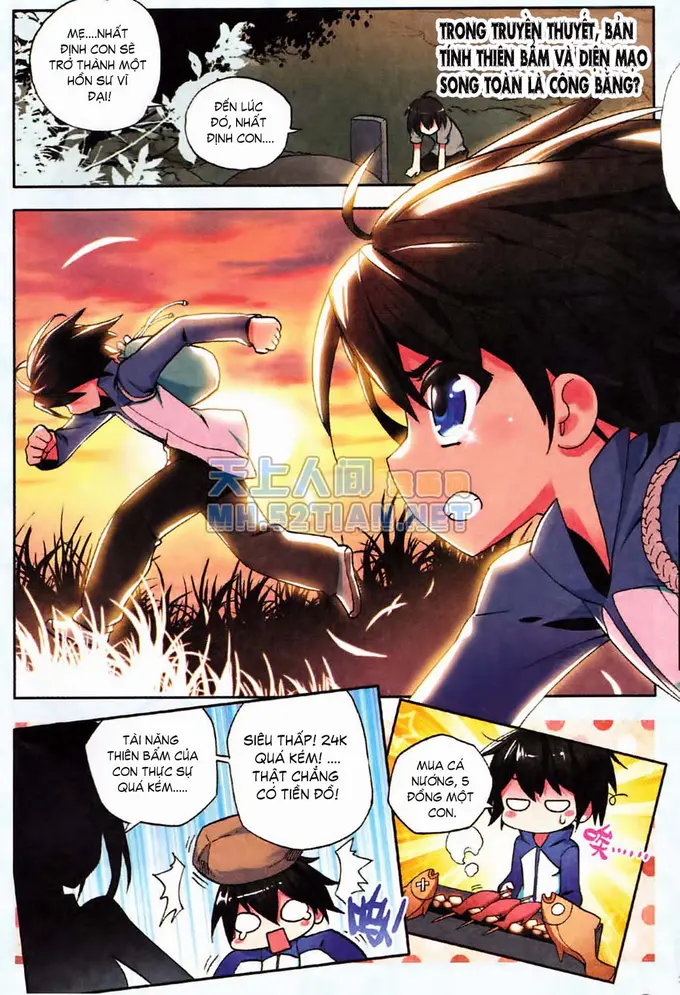 MẸ....NHẤT
ĐỊNH CON SẼ
TRỞ THÀNH MỘT
HỒN SƯ VĨ
ĐẠI!
ĐẾN LÚC
ĐÓ, NHẤT
ĐỊNH CON....
TRONG TRUYỀN THUYẾT, BẢN
TÍNH THIÊN BẨM VÀ DIỆN MẠO
SONG TOÀN LÀ CÔNG BẰNG?
天上人间
MH.52TIAN.NET
TÀI NĂNG
THIÊN BẨM CỦA
CON THỰC SỰ
QUÁ KÉM.....
SIÊU THẤP! 24K
QUÁ KÉM! ....
THẬT CHẲNG
CÓ TIỀN ĐỒ!
MUA CÁ
NƯỚNG, 5
ĐỒNG MỘT
CON.
唉......